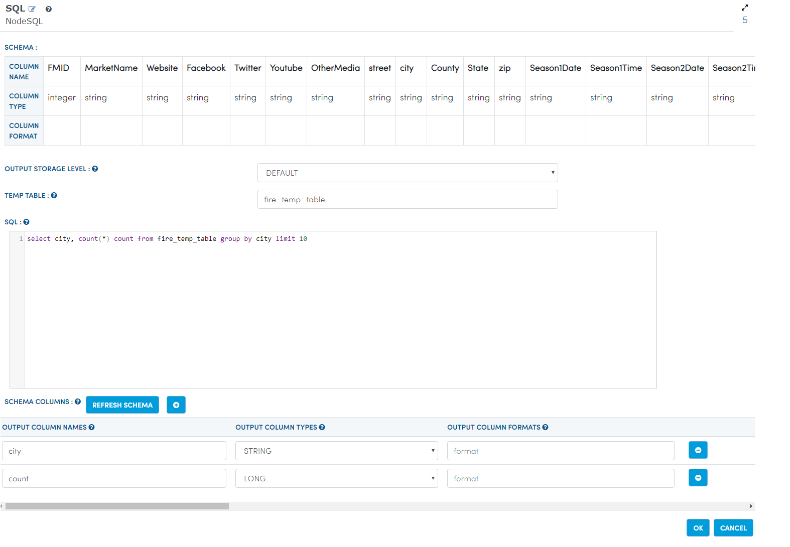 SQL
NodeSQL
5
SCHEMA :
COLUMN NAME FMID MarketName Website Facebook Twitter Youtube OtherMedia street city County State zip Season1Date Season1Time Season2Date Season2Ti
COLUMN TYPE integer string string string string string string string string string string string string string string string
COLUMN FORMAT
OUTPUT STORAGE LEVEL :
DEFAULT
TEMP TABLE :
fire_temp_table
SQL :
1 select city, count(*) count from fire_temp_table group by city limit 10
SCHEMA COLUMNS : REFRESH SCHEMA
OUTPUT COLUMN NAMES OUTPUT COLUMN TYPES OUTPUT COLUMN FORMATS
city STRING format
count LONG format
OK CANCEL